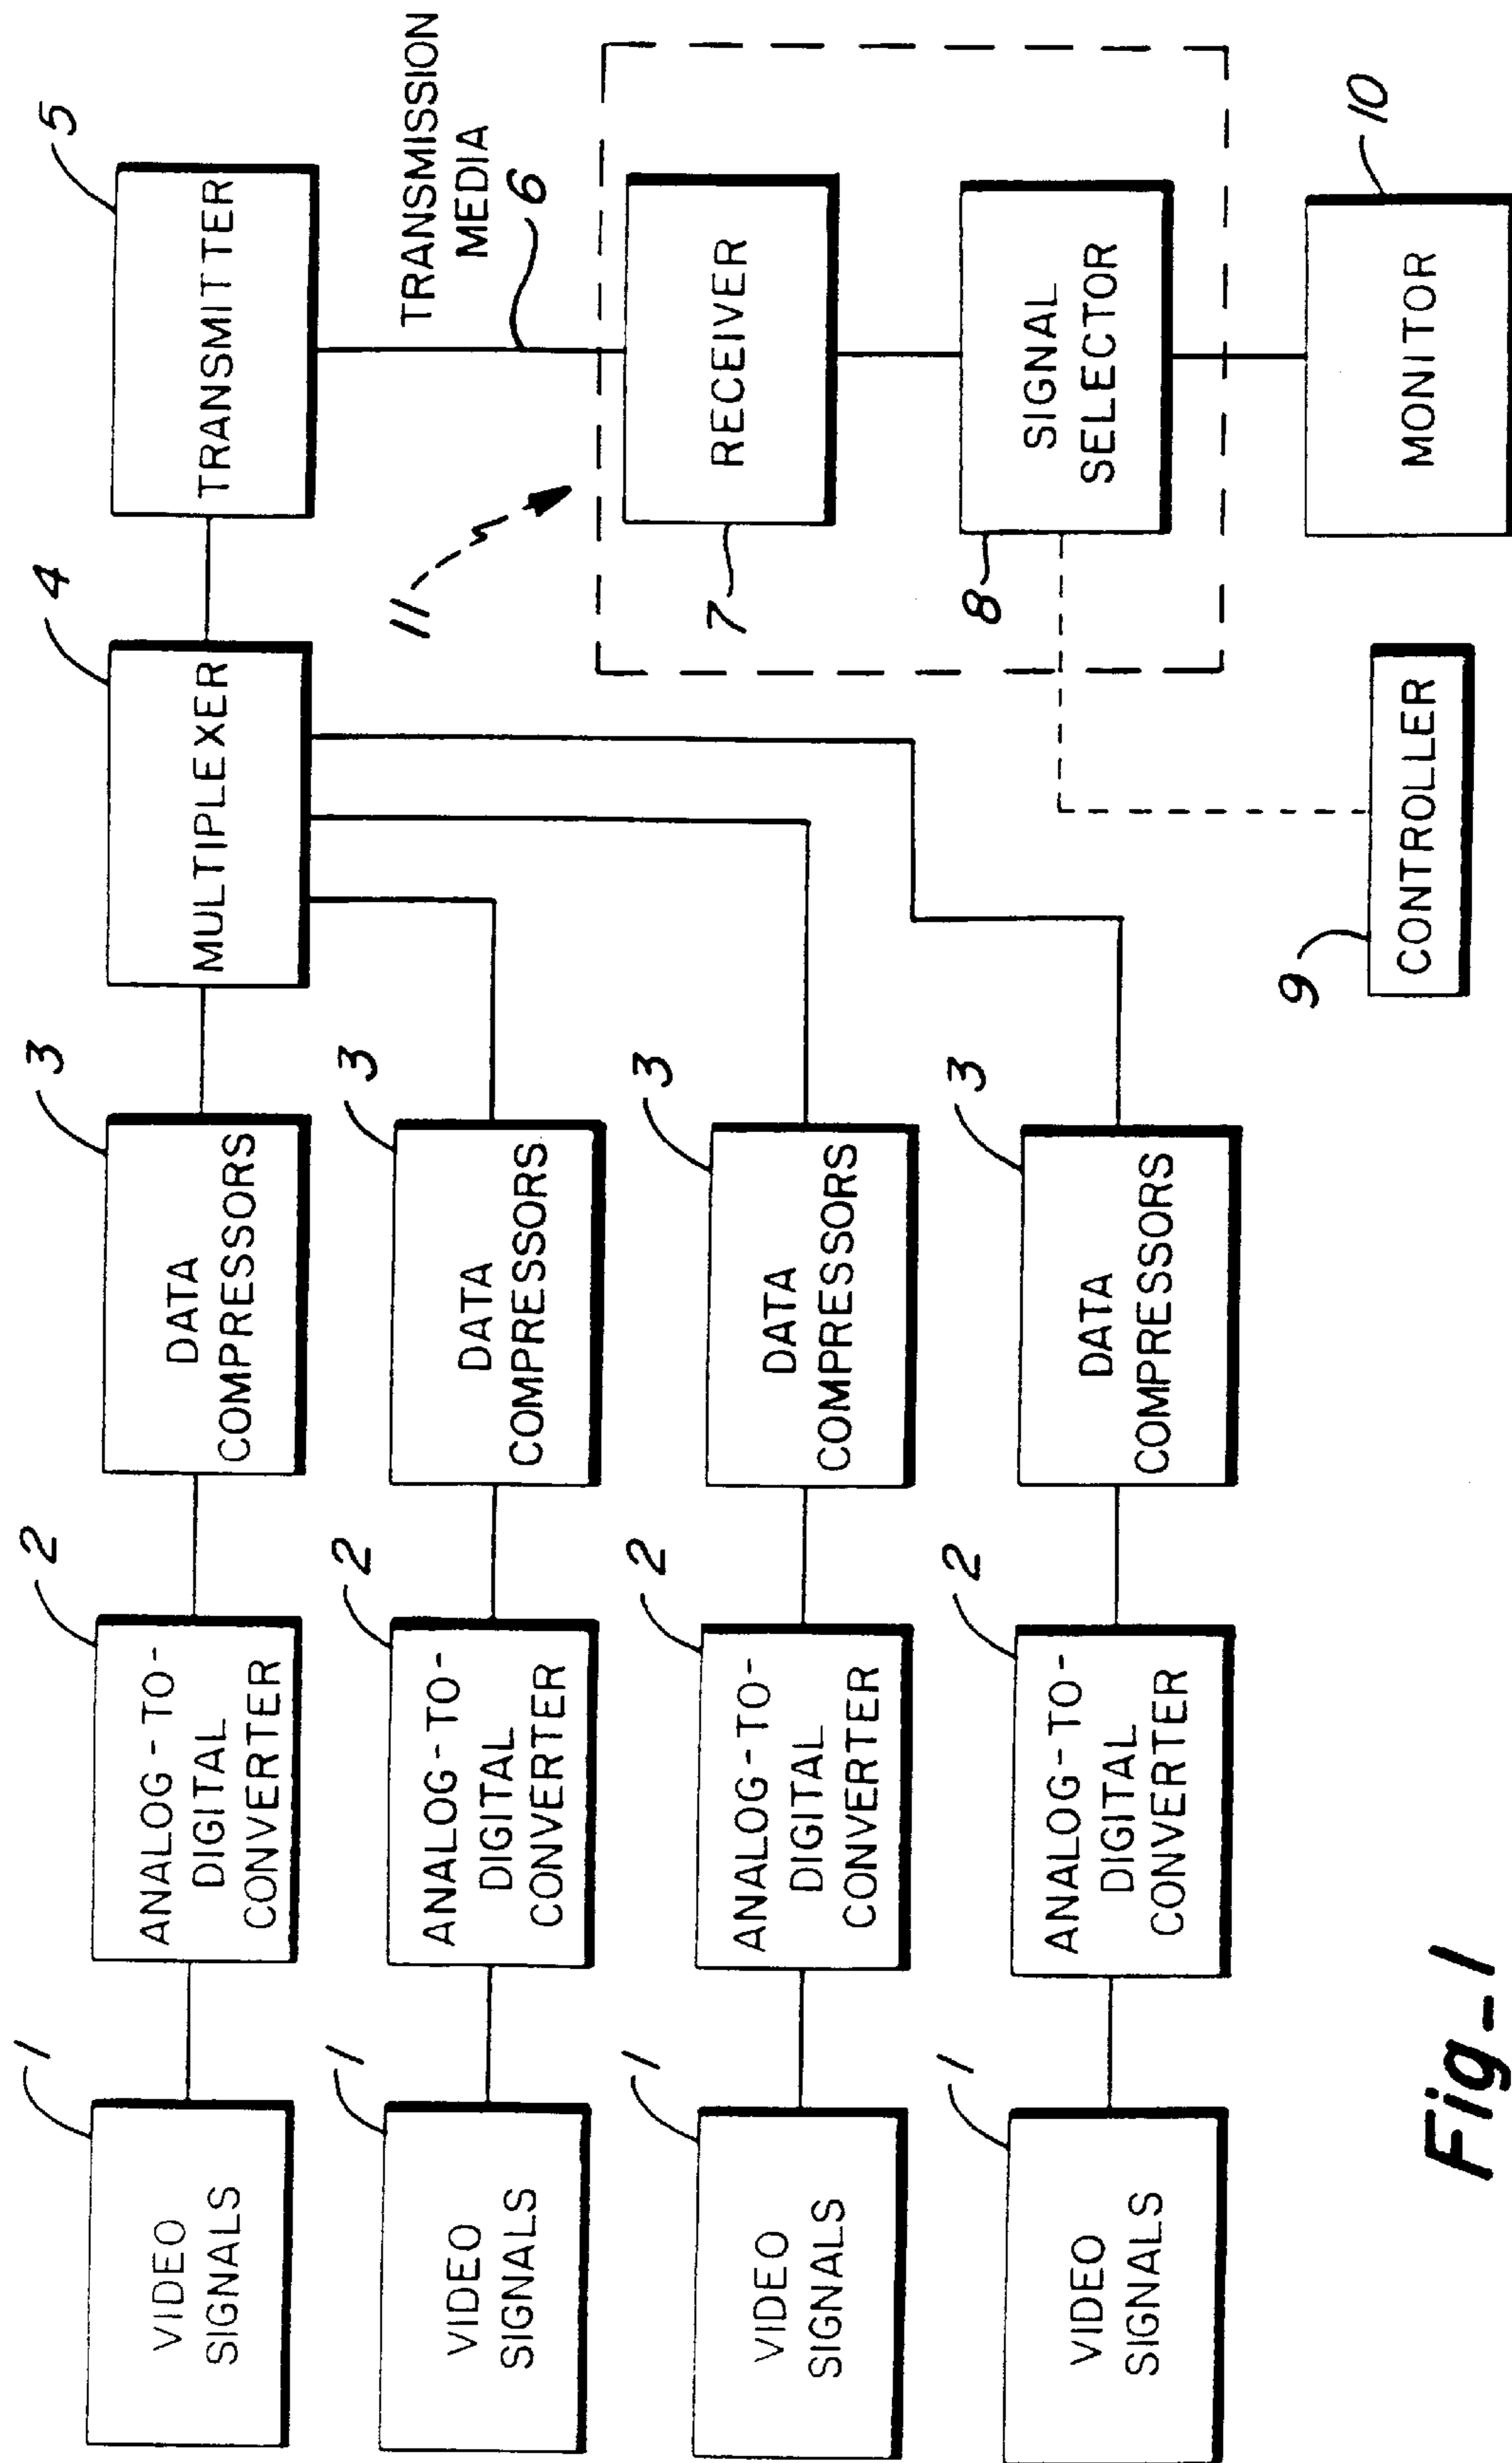 1
VIDEO
SIGNALS
2
ANALOG-TO-
DIGITAL
CONVERTER
3
DATA
COMPRESSORS
4
MULTIPLEXER
5
TRANSMITTER
1
VIDEO
SIGNALS
2
ANALOG-TO-
DIGITAL
CONVERTER
3
DATA
COMPRESSORS
1
VIDEO
SIGNALS
2
ANALOG-TO-
DIGITAL
CONVERTER
3
DATA
COMPRESSORS
1
VIDEO
SIGNALS
2
ANALOG-TO-
DIGITAL
CONVERTER
3
DATA
COMPRESSORS
TRANSMISSION
MEDIA
6
11
7
RECEIVER
8
SIGNAL
SELECTOR
9
CONTROLLER
10
MONITOR
Fig-1